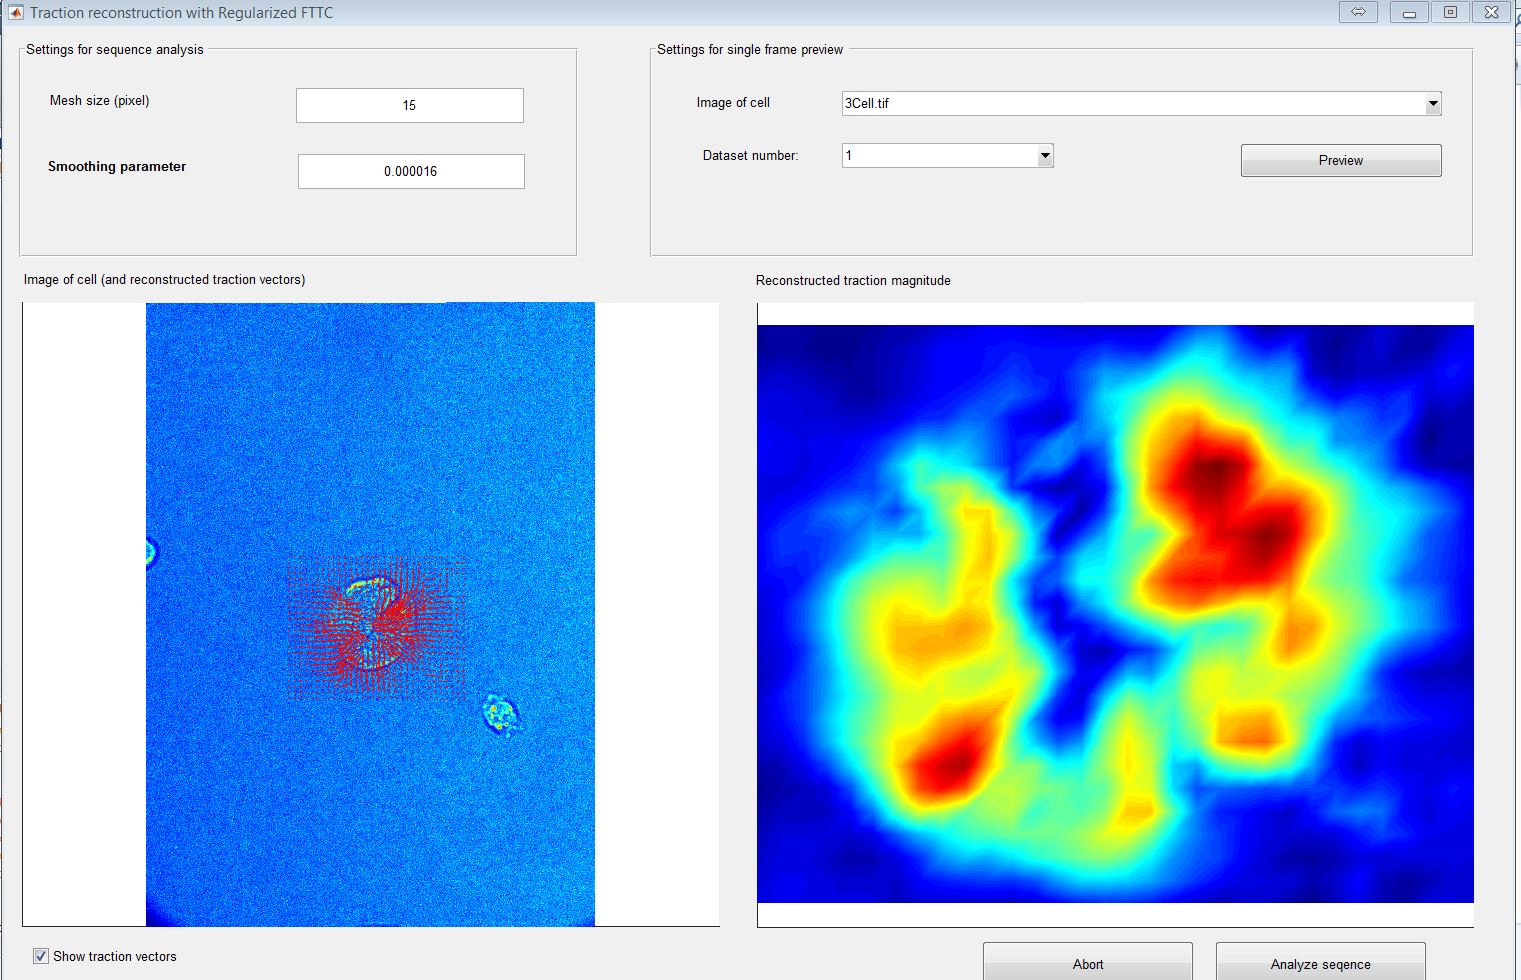 Traction reconstruction with Regularized FTTC
Settings for sequence analysis
Mesh size (pixel)
15
Smoothing parameter
0.000016
Settings for single frame preview
Image of cell
3Cell.tif
Dataset number:
1
Preview
Image of cell (and reconstructed traction vectors)
Reconstructed traction magnitude
Show traction vectors
Abort
Analyze seqence